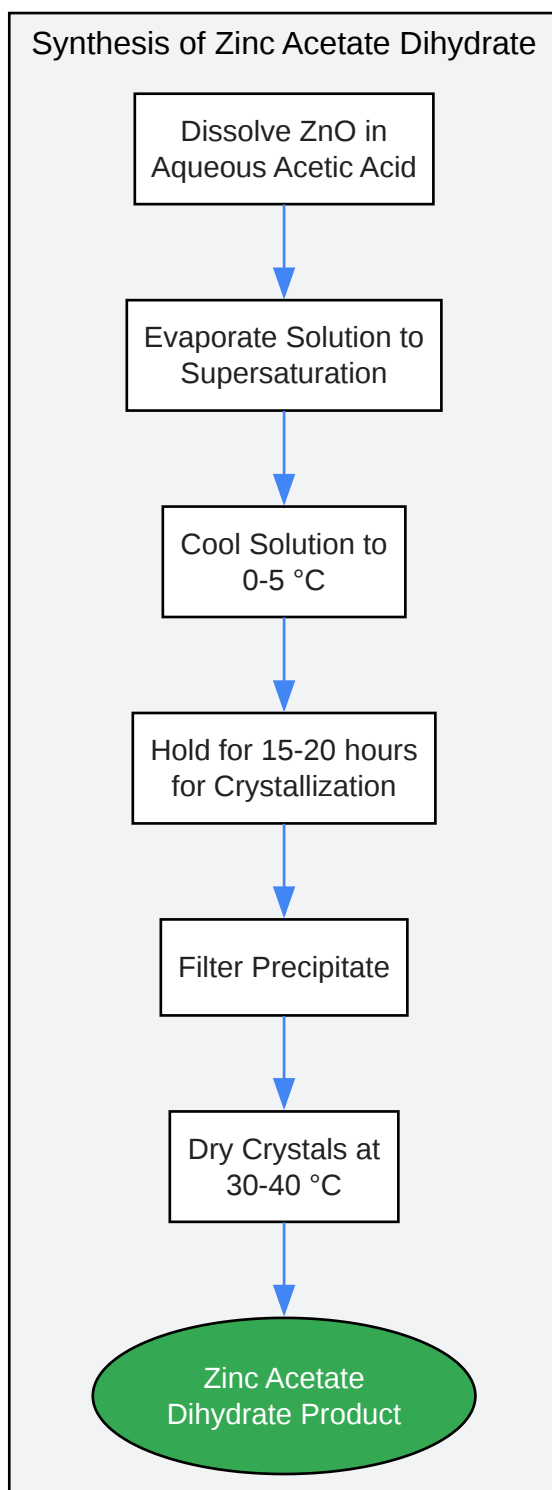 Synthesis of Zinc Acetate Dihydrate
Dissolve ZnO in
Aqueous Acetic Acid
Evaporate Solution to
Supersaturation
Cool Solution to
0-5 °C
Hold for 15-20 hours
for Crystallization
Filter Precipitate
Dry Crystals at
30-40 °C
Zinc Acetate
Dihydrate Product